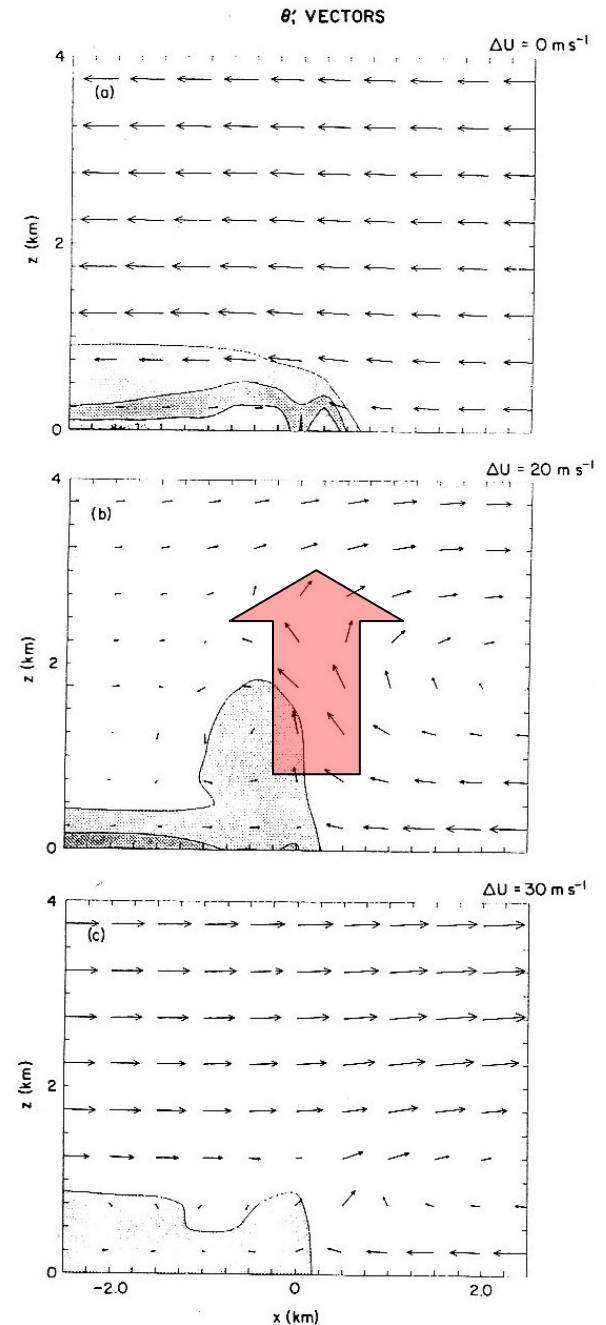 θ', VECTORS
ΔU = 0 m s⁻¹
4
(a)
z (km)
2
0
ΔU = 20 m s⁻¹
4
(b)
z (km)
2
0
ΔU = 30 m s⁻¹
4
(c)
z (km)
2
0
-2.0 0 2.0
x (km)